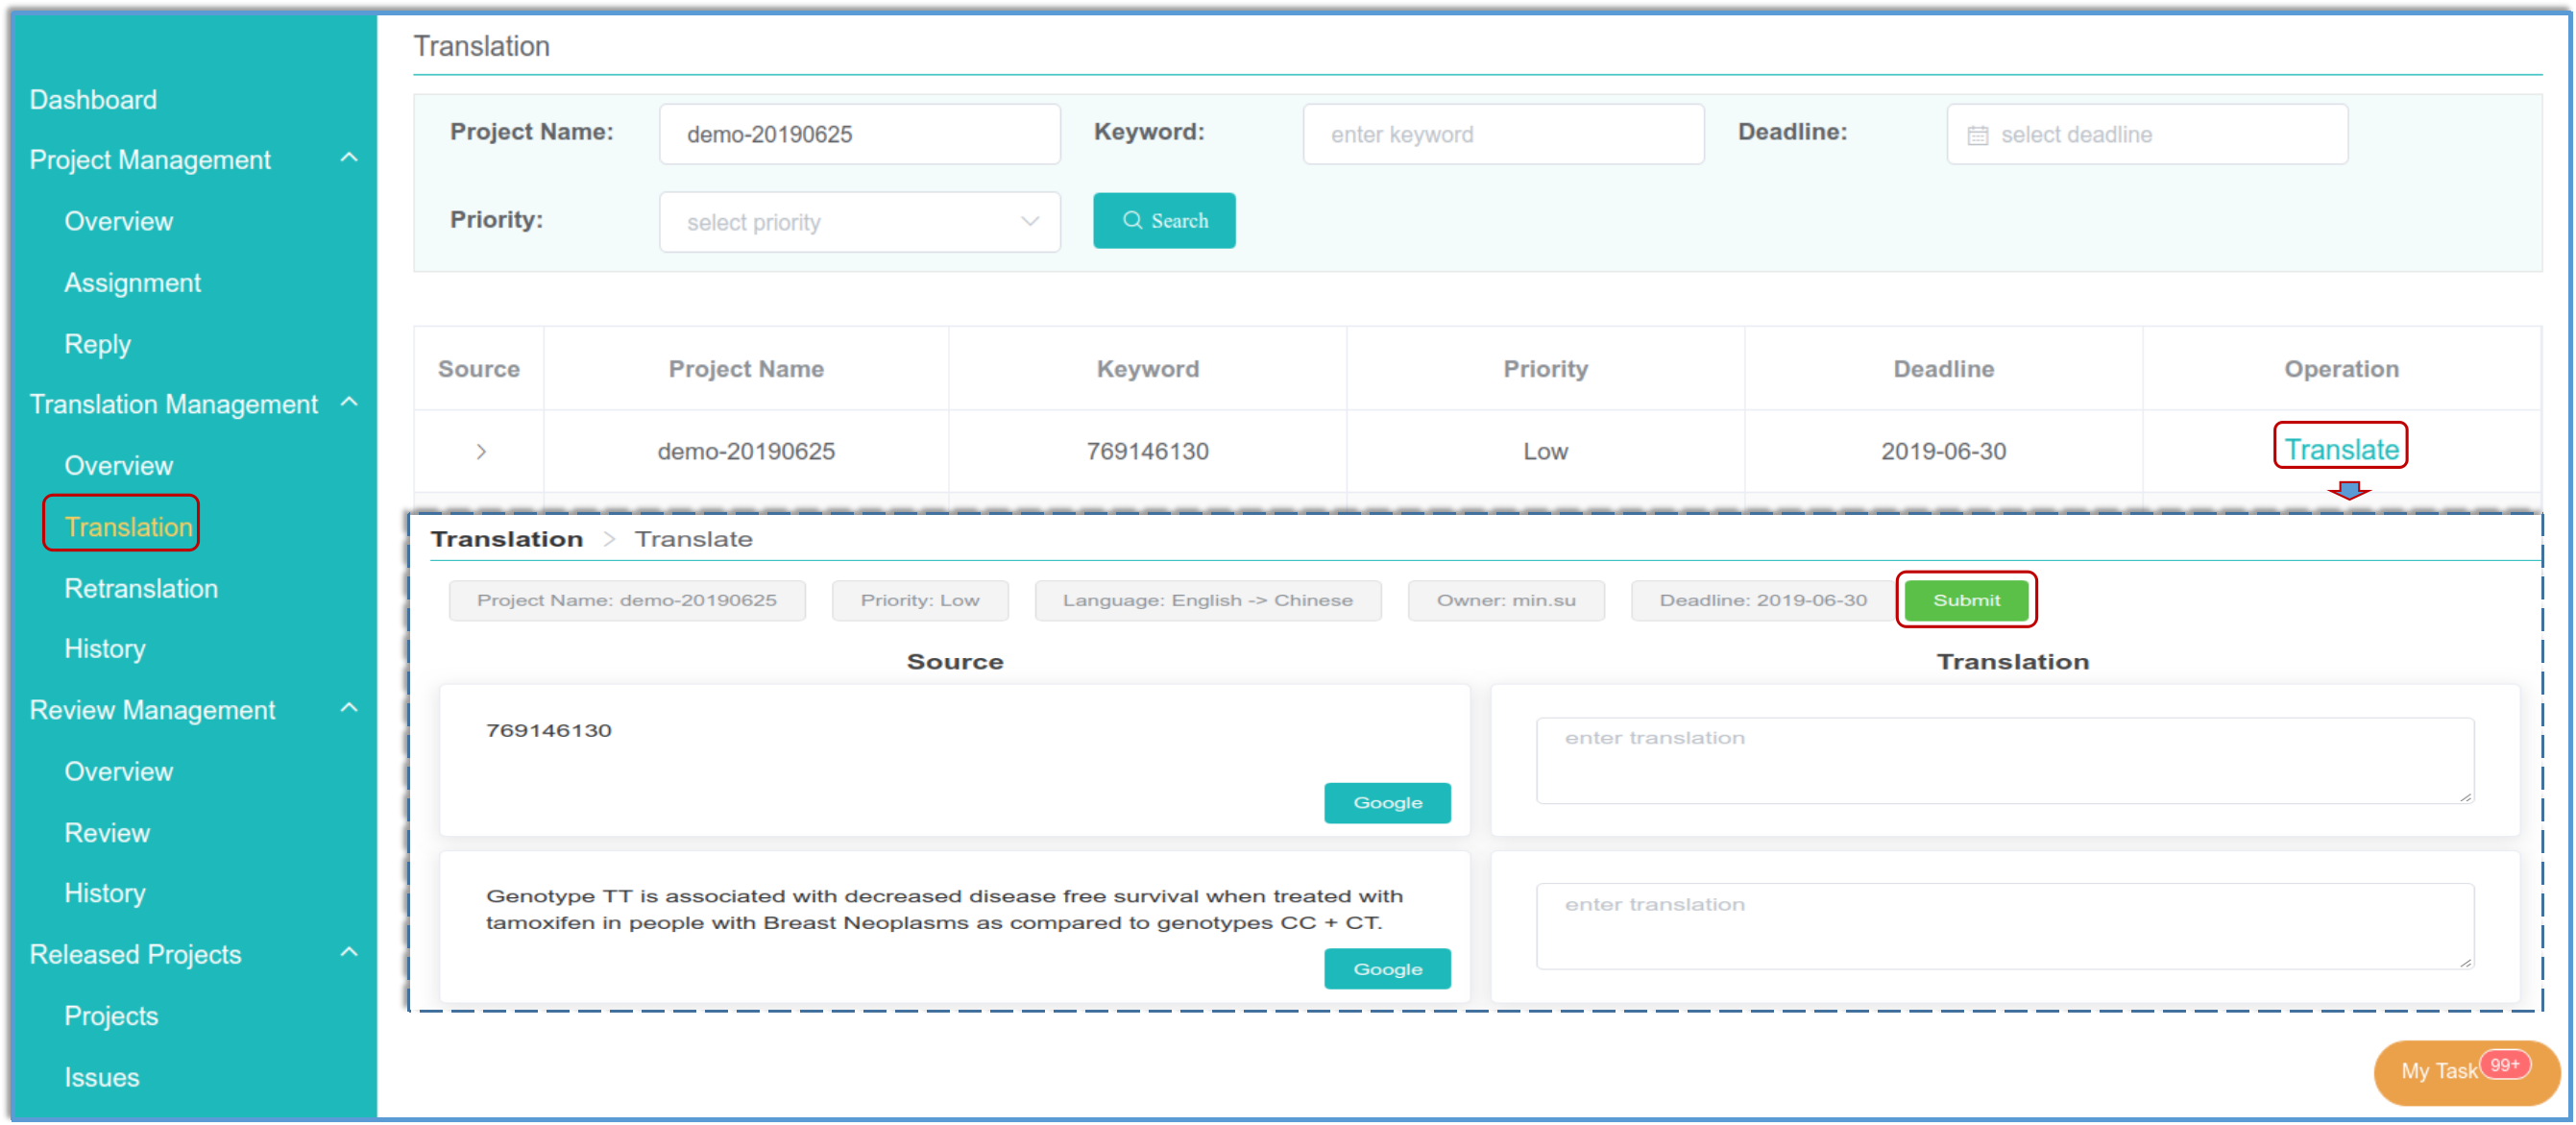 Dashboard
Project Management
Overview
Assignment
Reply
Translation Management
Overview
Translation
Retranslation
History
Review Management
Overview
Review
History
Released Projects
Projects
Issues
Translation
Project Name: demo-20190625 Keyword: enter keyword Deadline: select deadline
Priority: select priority Search
Source Project Name Keyword Priority Deadline Operation
demo-20190625 769146130 Low 2019-06-30 Translate
Translation > Translate
Project Name: demo-20190625 Priority: Low Language: English -> Chinese Owner: min.su Deadline: 2019-06-30 Submit
Source Translation
769146130
enter translation
Google
Genotype TT is associated with decreased disease free survival when treated with
tamoxifen in people with Breast Neoplasms as compared to genotypes CC + CT.
enter translation
Google
My Task 99+